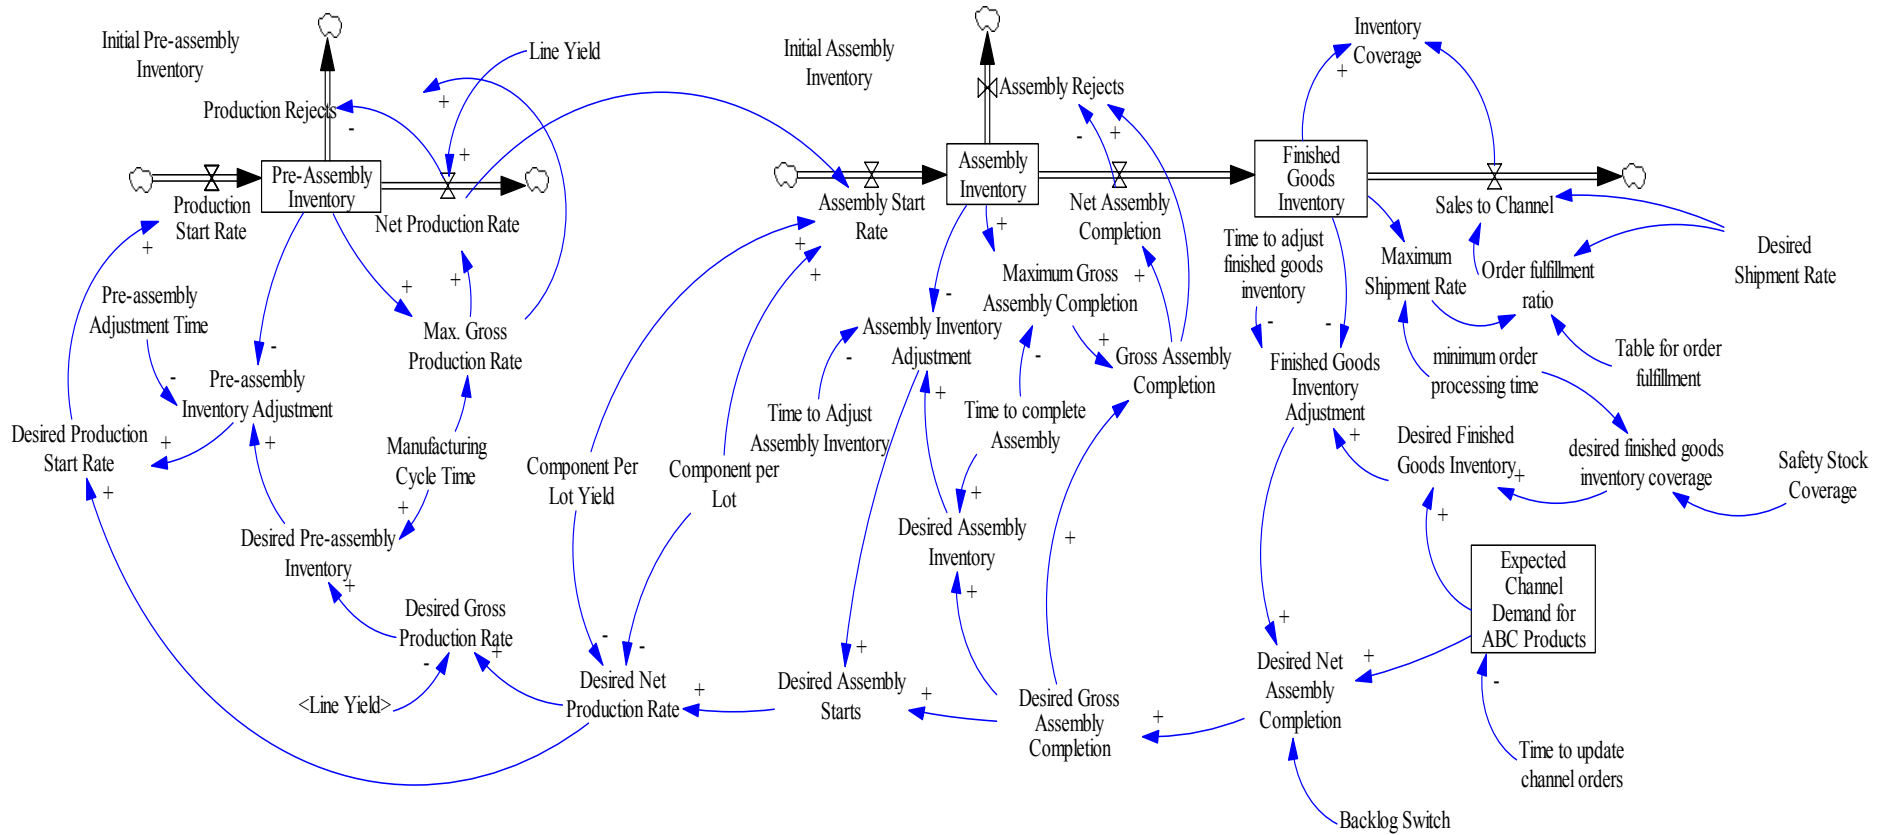 Initial Pre-assembly
Inventory
Line Yield
Production Rejects
+
-
+
Pre-Assembly
Inventory
Production
Start Rate
Net Production Rate
+
Pre-assembly
Adjustment Time
+
+
Max. Gross
Production Rate
-
-
Pre-assembly
Inventory Adjustment
Desired Production
Start Rate
+
+
Manufacturing
Cycle Time
+
+
Desired Pre-assembly
Inventory
+
Desired Gross
Production Rate
+
-
<Line Yield>
Initial Assembly
Inventory
Assembly Rejects
-
+
Assembly
Inventory
Assembly Start
Rate
+
+
Net Assembly
Completion
+
+
Maximum Gross
Assembly Completion
-
Assembly Inventory
Adjustment
-
-
+
Gross Assembly
Completion
+
Time to Adjust
Assembly Inventory
Time to complete
Assembly
Component Per
Lot Yield
Component per
Lot
+
Desired Assembly
Inventory
+
+
-
-
Desired Net
Production Rate
+
+
Desired Assembly
Starts
+
Desired Gross
Assembly
Completion
+
Inventory
Coverage
+
Finished
Goods
Inventory
Sales to Channel
Desired
Shipment Rate
Time to adjust
finished goods
inventory
Maximum
Shipment Rate
Order fulfillment
ratio
-
-
Finished Goods
Inventory
Adjustment
minimum order
processing time
Table for order
fulfillment
+
Desired Finished
Goods Inventory
+
desired finished goods
inventory coverage
Safety Stock
Coverage
+
Expected
Channel
Demand for
ABC Products
+
+
Desired Net
Assembly
Completion
-
Time to update
channel orders
Backlog Switch